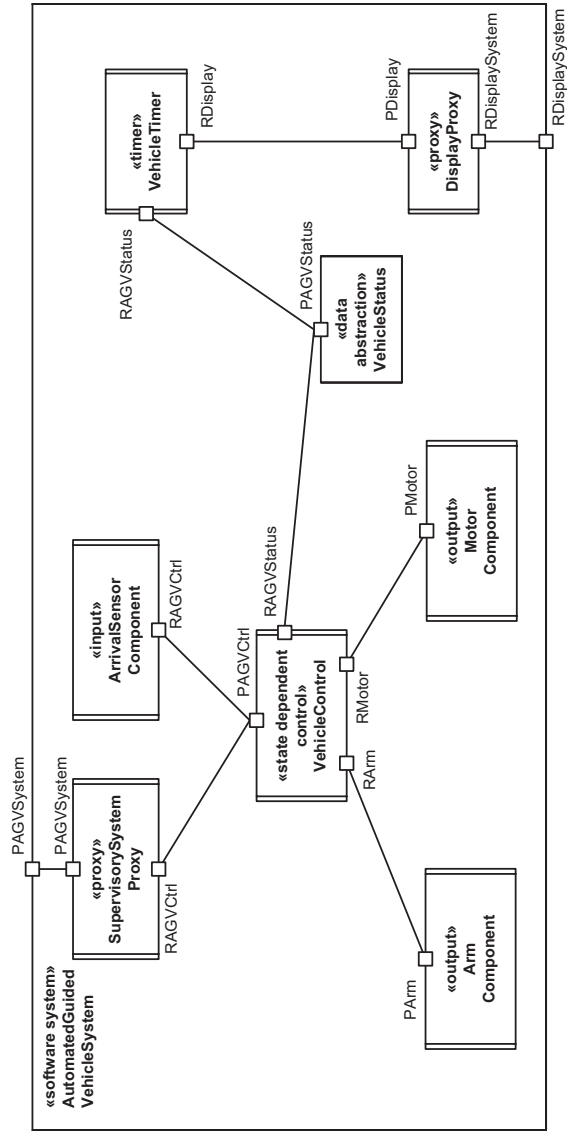 PAGVSystem
«software system»
AutomatedGuided
VehicleSystem
PAGVSystem
«proxy»
SupervisorySystem
Proxy
RAGVCtrl
«input»
ArrivalSensor
Component
RAGVCtrl
«timer»
VehicleTimer
RAGVStatus
RDisplay
PAGVCtrl
RAGVStatus
«state dependent
control»
VehicleControl
RArm
RMotor
PAGVStatus
«data
abstraction»
VehicleStatus
PArm
«output»
Arm
Component
PMotor
«output»
Motor
Component
PDisplay
«proxy»
DisplayProxy
RDisplaySystem
RDisplaySystem